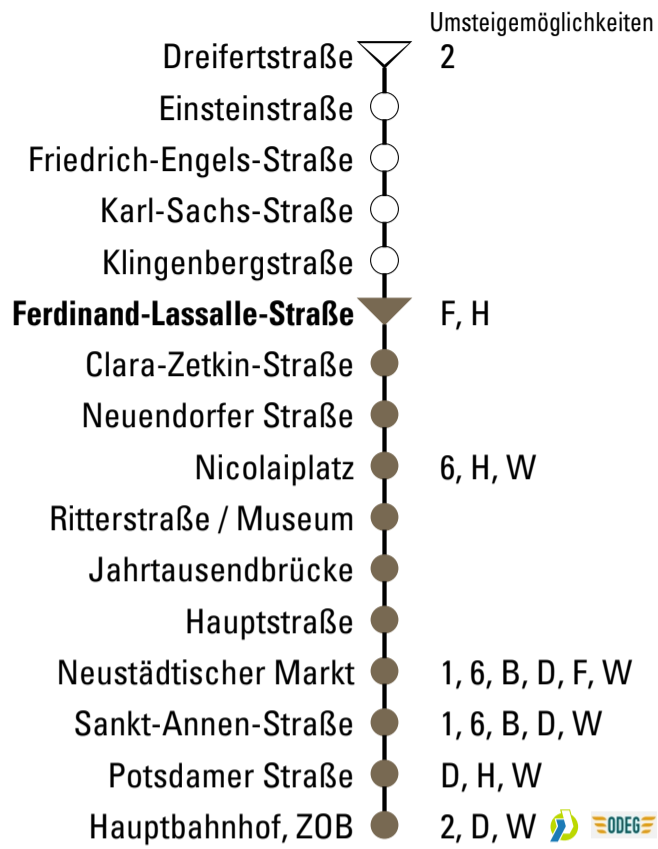 Umsteigemöglichkeiten
Dreifertstraße 2
Einsteinstraße
Friedrich-Engels-Straße
Karl-Sachs-Straße
Klingenbergstraße
Ferdinand-Lassalle-Straße F, H
Clara-Zetkin-Straße
Neuendorfer Straße
Nicolaiplatz 6, H, W
Ritterstraße / Museum
Jahrtausendbrücke
Hauptstraße
Neustädtischer Markt 1, 6, B, D, F, W
Sankt-Annen-Straße 1, 6, B, D, W
Potsdamer Straße D, H, W
Hauptbahnhof, ZOB 2, D, W ODEG